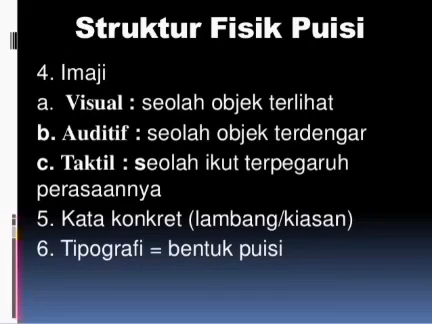 Struktur Fisik Puisi
4. Imaji
a. Visual : seolah objek terlihat
b. Auditif : seolah objek terdengar
c. Taktil : seolah ikut terpegaruh
perasaannya
5. Kata konkret (lambang/kiasan)
6. Tipografi = bentuk puisi